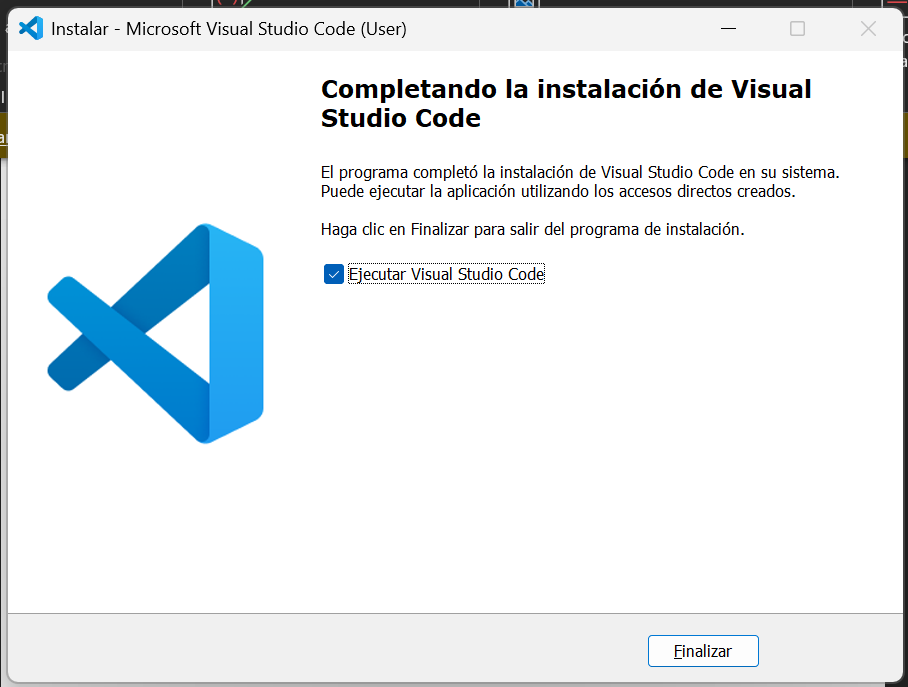 Instalar - Microsoft Visual Studio Code (User)
Completando la instalación de Visual
Studio Code
El programa completó la instalación de Visual Studio Code en su sistema.
Puede ejecutar la aplicación utilizando los accesos directos creados.
Haga clic en Finalizar para salir del programa de instalación.
Ejecutar Visual Studio Code
Finalizar